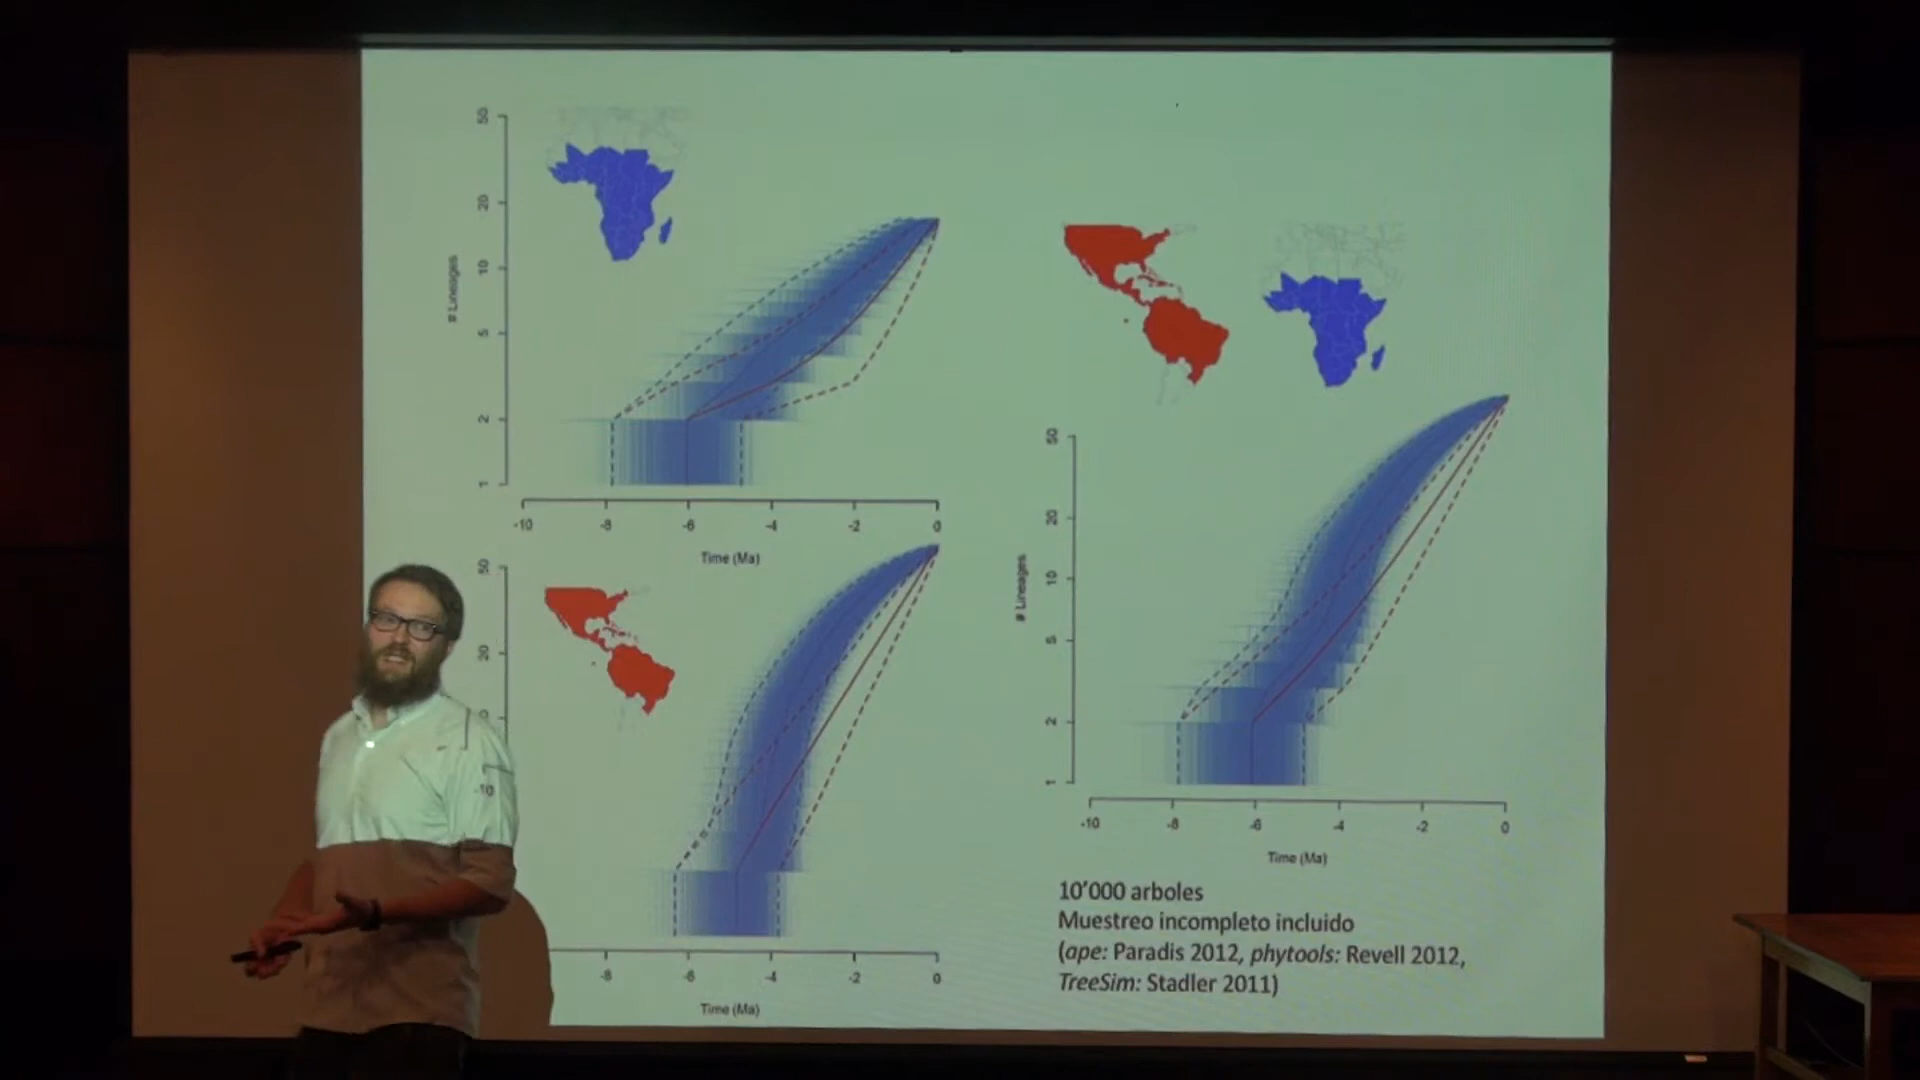 50
20
10
5
2
1
# Lineages
-10 -8 -6 -4 -2 0
Time (Ma)
50
20
-10
-8 -6 -4 -2 0
Time (Ma)
50
20
10
5
2
1
# Lineages
-10 -8 -6 -4 -2 0
Time (Ma)
10'000 arboles
Muestreo incompleto incluido
(ape: Paradis 2012, phytools: Revell 2012,
TreeSim: Stadler 2011)